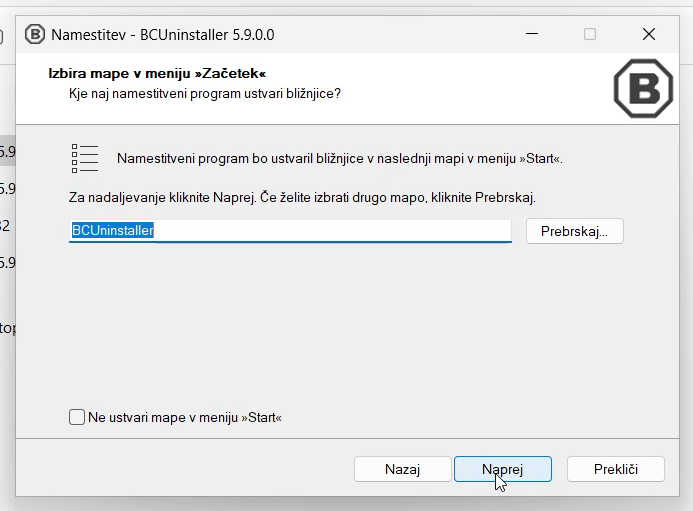 Namestitev - BCUninstaller 5.9.0.0
Izbira mape v meniju »Začetek«
Kje naj namestitveni program ustvari bližnjice?
B
Namestitveni program bo ustvaril bližnjice v naslednji mapi v meniju »Start«.
Za nadaljevanje kliknite Naprej. Če želite izbrati drugo mapo, kliknite Prebrskaj.
BCUninstaller
Prebrskaj...
Ne ustvari mape v meniju »Start«
Nazaj
Naprej
Prekliči